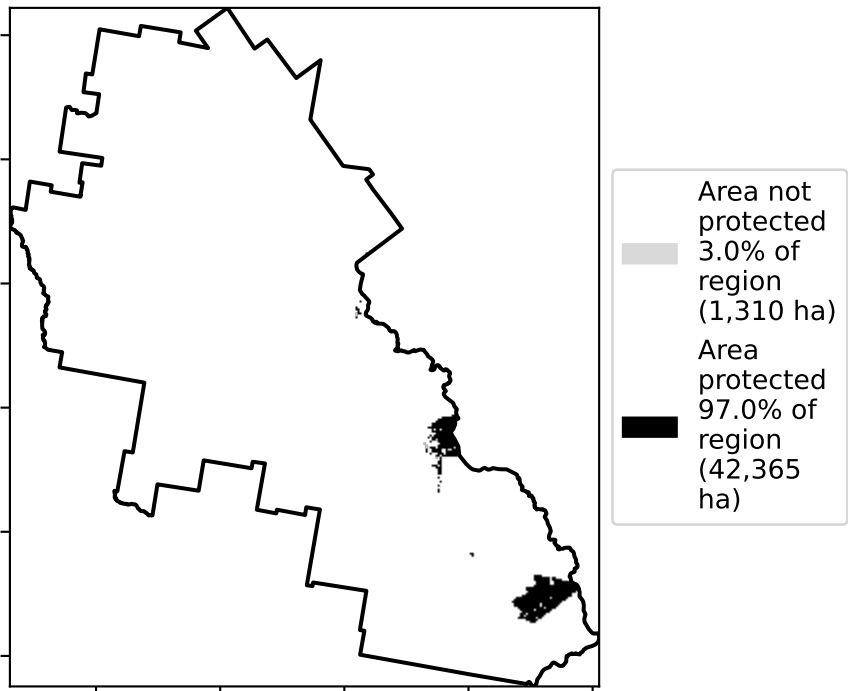 Area not
protected
3.0% of
region
(1,310 ha)
Area
protected
97.0% of
region
(42,365
ha)